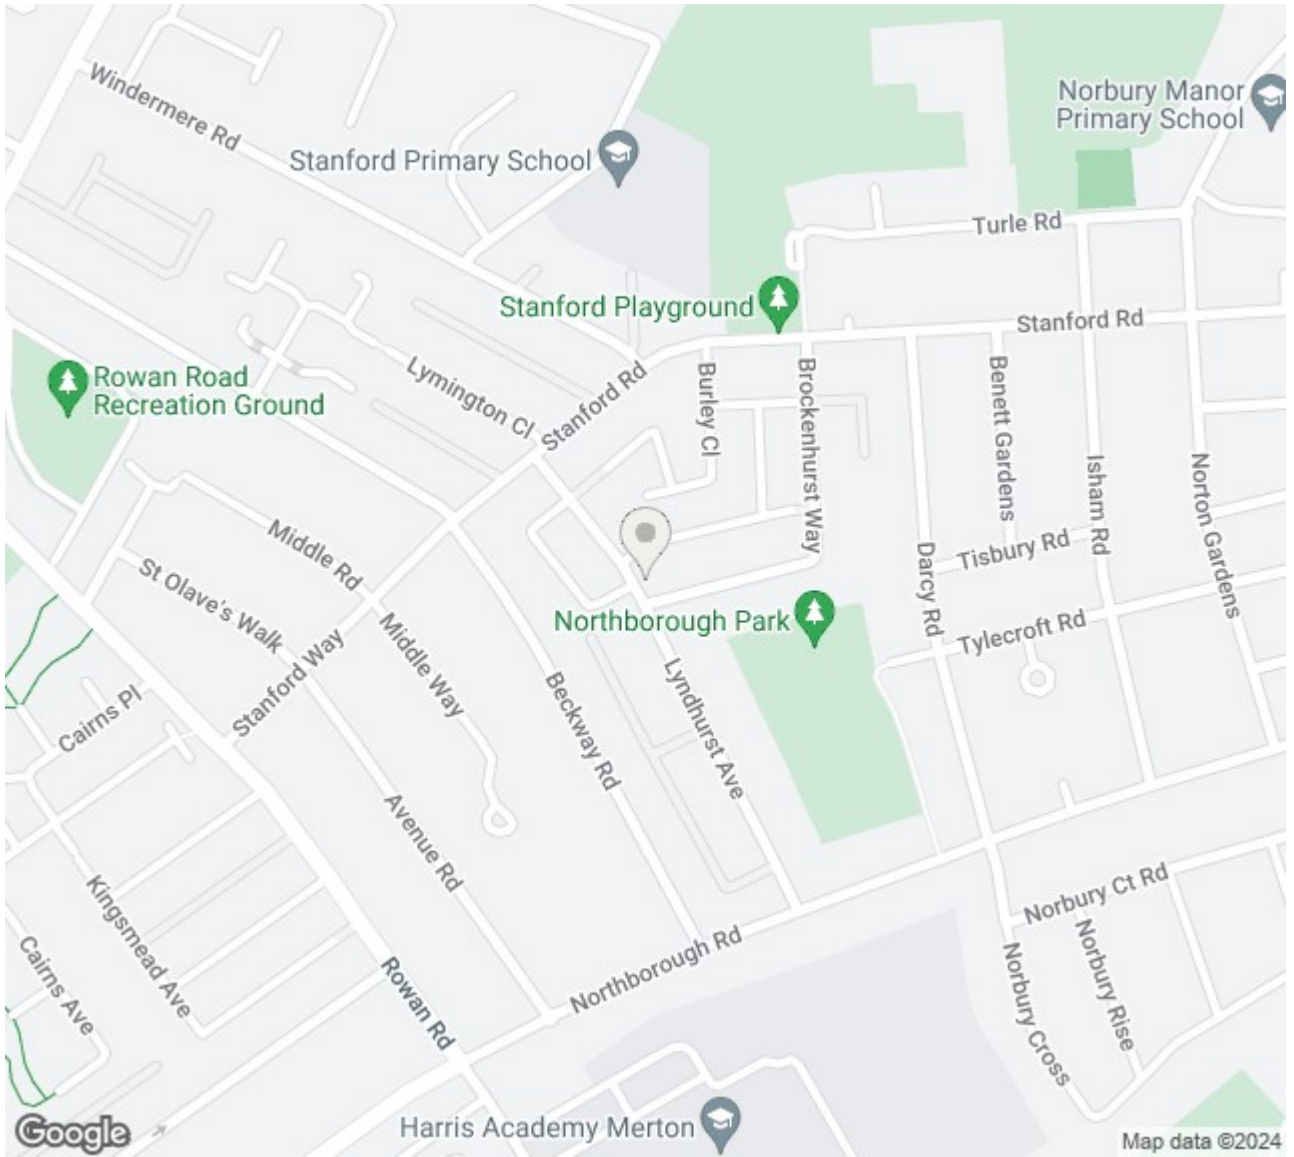 Windermere Rd
Stanford Primary School
Norbury Manor
Primary School
Turle Rd
Stanford Playground
Stanford Rd
Rowan Road
Recreation Ground
Lymington Cl
Stanford Rd
Burley Cl
Brockenhurst Way
Benett Gardens
Isham Rd
Norton Gardens
Middle Rd
St Olave's Walk
Darcy Rd
Tisbury Rd
Northborough Park
Tylecroft Rd
Stanford Way
Middle Way
Cairns Pl
Beckway Rd
Lyndhurst Ave
Avenue Rd
Kingsmead Ave
Cairns Ave
Rowan Rd
Northborough Rd
Norbury Ct Rd
Norbury Rise
Norbury Cross
Harris Academy Merton
Google
Map data ©2024